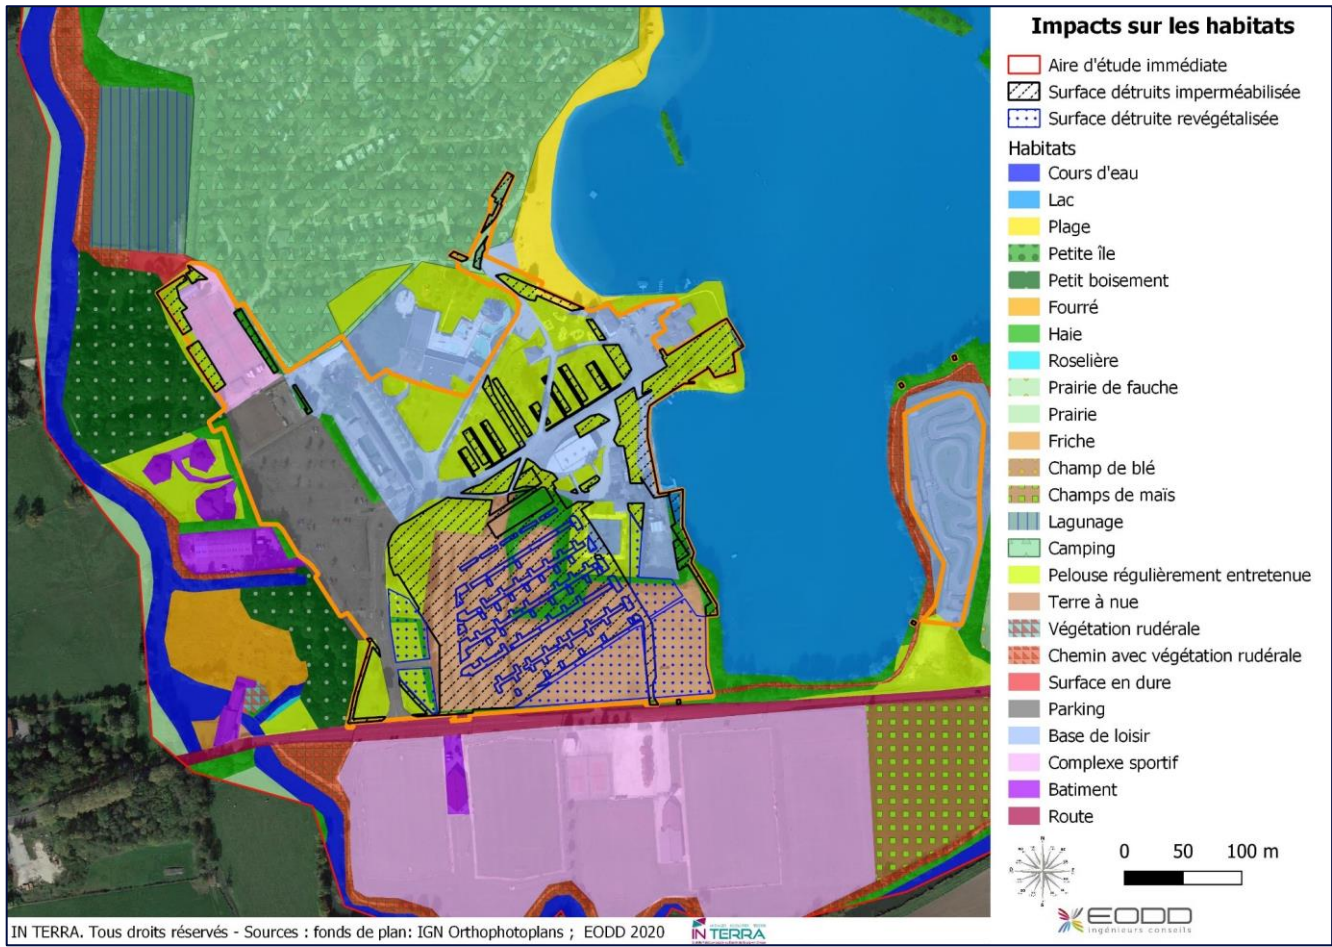 Impacts sur les habitats
Aire d'étude immédiate
Surface détruits imperméabilisée
Surface détruite revégétalisée
Habitats
Cours d'eau
Lac
Plage
Petite île
Petit boisement
Fourré
Haie
Roselière
Prairie de fauche
Prairie
Friche
Champ de blé
Champs de maïs
Lagunage
Camping
Pelouse régulièrement entretenue
Terre à nue
Végétation rudérale
Chemin avec végétation rudérale
Surface en dure
Parking
Base de loisir
Complexe sportif
Batiment
Route
0 50 100 m
EODD
ingénieurs conseils
IN TERRA. Tous droits réservés - Sources : fonds de plan: IGN Orthophotoplans ; EODD 2020
IN TERRA